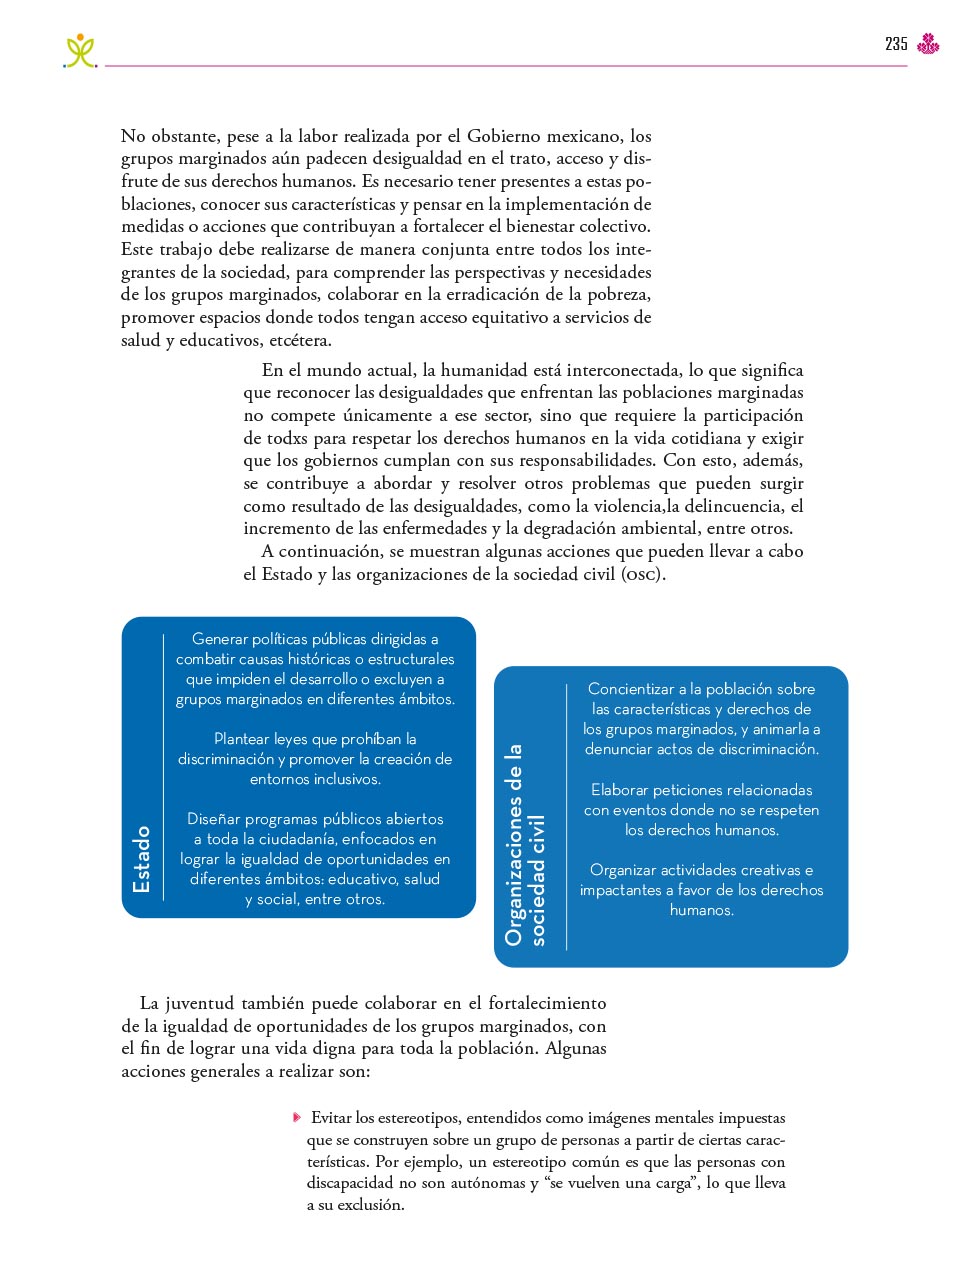 235
No obstante, pese a la labor realizada por el Gobierno mexicano, los
grupos marginados aún padecen desigualdad en el trato, acceso y dis-
frute de sus derechos humanos. Es necesario tener presentes a estas po-
blaciones, conocer sus características y pensar en la implementación de
medidas o acciones que contribuyan a fortalecer el bienestar colectivo.
Este trabajo debe realizarse de manera conjunta entre todos los inte-
grantes de la sociedad, para comprender las perspectivas y necesidades
de los grupos marginados, colaborar en la erradicación de la pobreza,
promover espacios donde todos tengan acceso equitativo a servicios de
salud y educativos, etcétera.
En el mundo actual, la humanidad está interconectada, lo que significa
que reconocer las desigualdades que enfrentan las poblaciones marginadas
no compete únicamente a ese sector, sino que requiere la participación
de todxs para respetar los derechos humanos en la vida cotidiana y exigir
que los gobiernos cumplan con sus responsabilidades. Con esto, además,
se contribuye a abordar y resolver otros problemas que pueden surgir
como resultado de las desigualdades, como la violencia,la delincuencia, el
incremento de las enfermedades y la degradación ambiental, entre otros.
A continuación, se muestran algunas acciones que pueden llevar a cabo
el Estado y las organizaciones de la sociedad civil (OSC).
Estado
Generar políticas públicas dirigidas a
combatir causas históricas o estructurales
que impiden el desarrollo o excluyen a
grupos marginados en diferentes ámbitos.
Plantear leyes que prohíban la
discriminación y promover la creación de
entornos inclusivos.
Diseñar programas públicos abiertos
a toda la ciudadanía, enfocados en
lograr la igualdad de oportunidades en
diferentes ámbitos: educativo, salud
y social, entre otros.
Organizaciones de la
sociedad civil
Concientizar a la población sobre
las características y derechos de
los grupos marginados, y animarla a
denunciar actos de discriminación.
Elaborar peticiones relacionadas
con eventos donde no se respeten
los derechos humanos.
Organizar actividades creativas e
impactantes a favor de los derechos
humanos.
La juventud también puede colaborar en el fortalecimiento
de la igualdad de oportunidades de los grupos marginados, con
el fin de lograr una vida digna para toda la población. Algunas
acciones generales a realizar son:
Evitar los estereotipos, entendidos como imágenes mentales impuestas
que se construyen sobre un grupo de personas a partir de ciertas carac-
terísticas. Por ejemplo, un estereotipo común es que las personas con
discapacidad no son autónomas y “se vuelven una carga”, lo que lleva
a su exclusión.